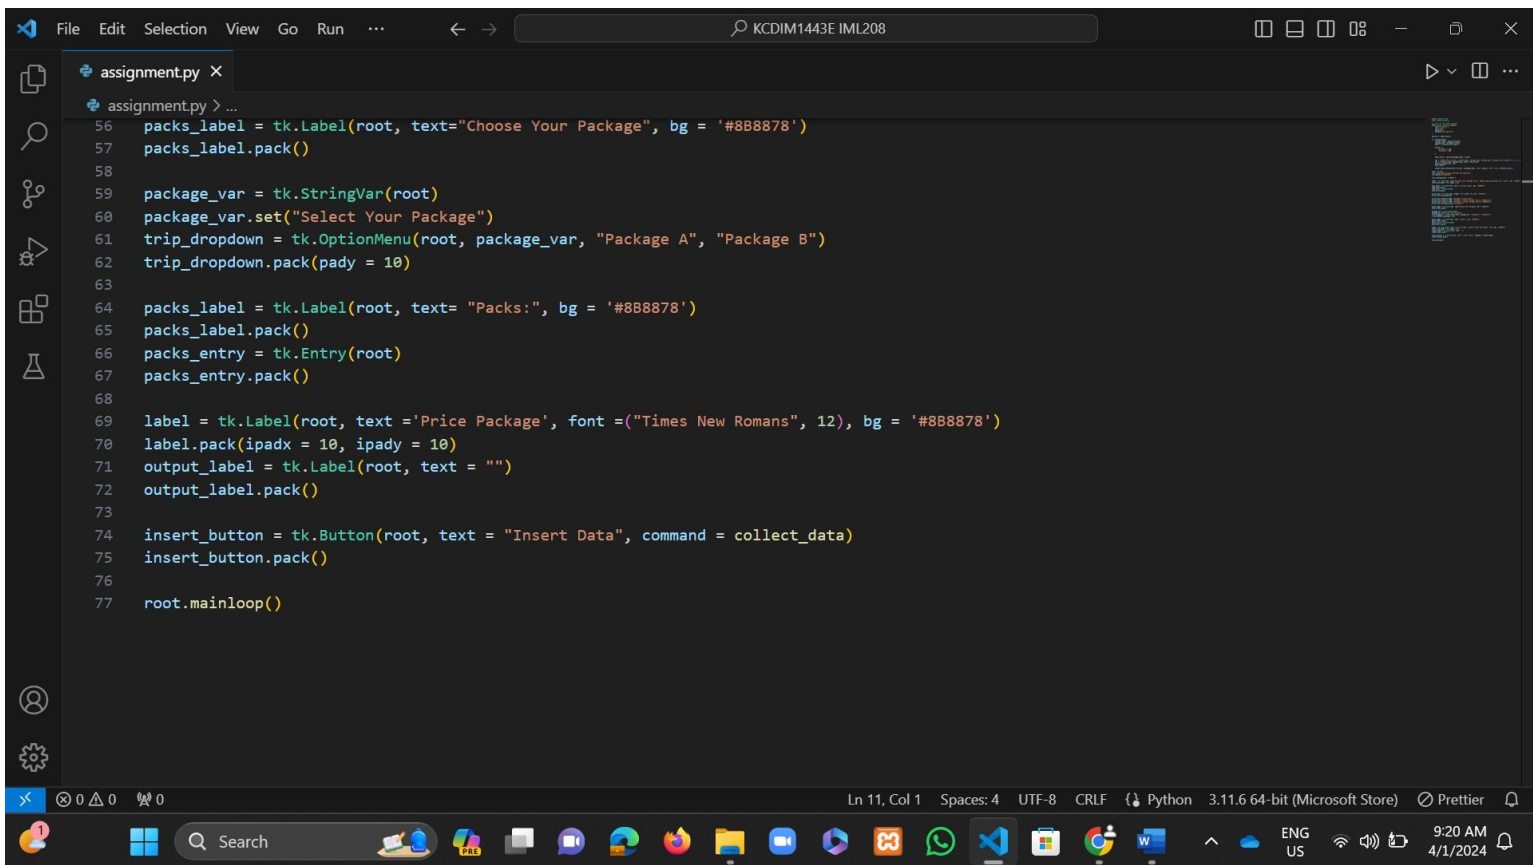 File Edit Selection View Go Run ··· ← → KCDIM1443E IML208
assignment.py
assignment.py > ...
56 packs_label = tk.Label(root, text="Choose Your Package", bg = '#8B8878')
57 packs_label.pack()
58
59 package_var = tk.StringVar(root)
60 package_var.set("Select Your Package")
61 trip_dropdown = tk.OptionMenu(root, package_var, "Package A", "Package B")
62 trip_dropdown.pack(pady = 10)
63
64 packs_label = tk.Label(root, text= "Packs:", bg = '#8B8878')
65 packs_label.pack()
66 packs_entry = tk.Entry(root)
67 packs_entry.pack()
68
69 label = tk.Label(root, text ='Price Package', font =("Times New Romans", 12), bg = '#8B8878')
70 label.pack(ipadx = 10, ipady = 10)
71 output_label = tk.Label(root, text = "")
72 output_label.pack()
73
74 insert_button = tk.Button(root, text = "Insert Data", command = collect_data)
75 insert_button.pack()
76
77 root.mainloop()
0 0 0 Ln 11, Col 1 Spaces: 4 UTF-8 CRLF Python 3.11.6 64-bit (Microsoft Store) Prettier
1 Search PRE W ENG 9:20 AM
US 4/1/2024